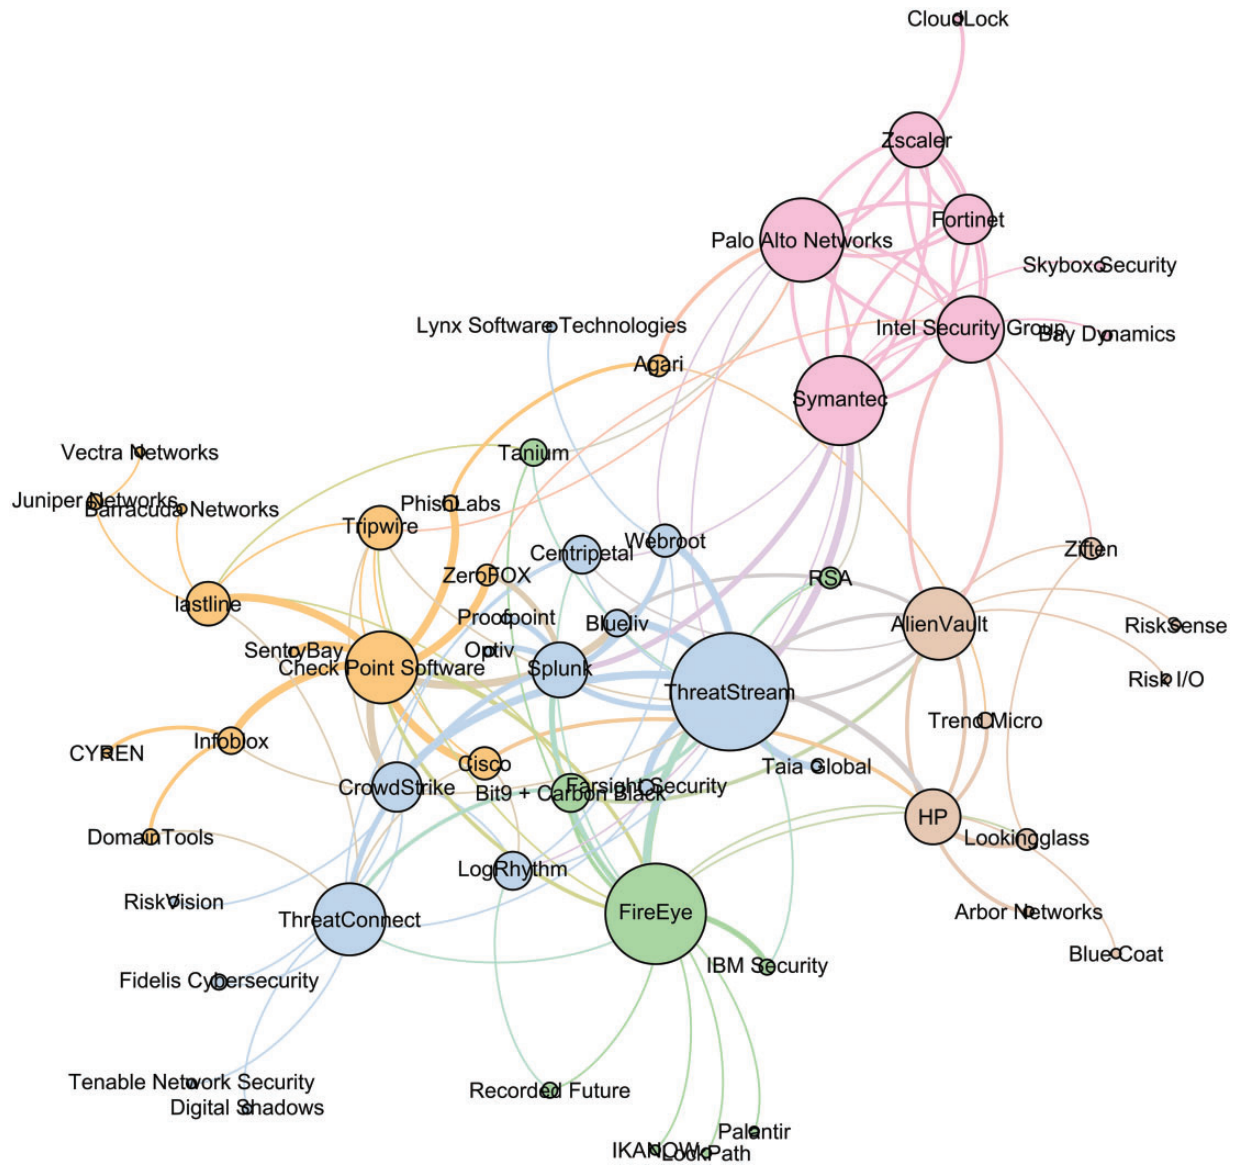 CloudLock
Zscaler
Fortinet
Palo Alto Networks
Skybox Security
Lynx Software Technologies
Intel Security Group
Bay Dynamics
Agari
Symantec
Vectra Networks
Tanium
Juniper Networks
Barracuda Networks
PhishLabs
Tripwire
Centripetal
Webroot
Ziften
ZeroFOX
RSA
lastline
Proofpoint
Blueliv
AlienVault
RiskSense
SentryBay
Optiv
Check Point Software
Splunk
ThreatStream
Risk I/O
Trend Micro
Infoblox
CYREN
Cisco
Taia Global
CrowdStrike
Farsight Security
Bit9 + Carbon Black
HP
DomainTools
Lookingglass
LogRhythm
RiskVision
ThreatConnect
FireEye
Arbor Networks
Blue Coat
IBM Security
Fidelis Cybersecurity
Tenable Network Security
Recorded Future
Digital Shadows
Palantir
IKANOW
LockPath